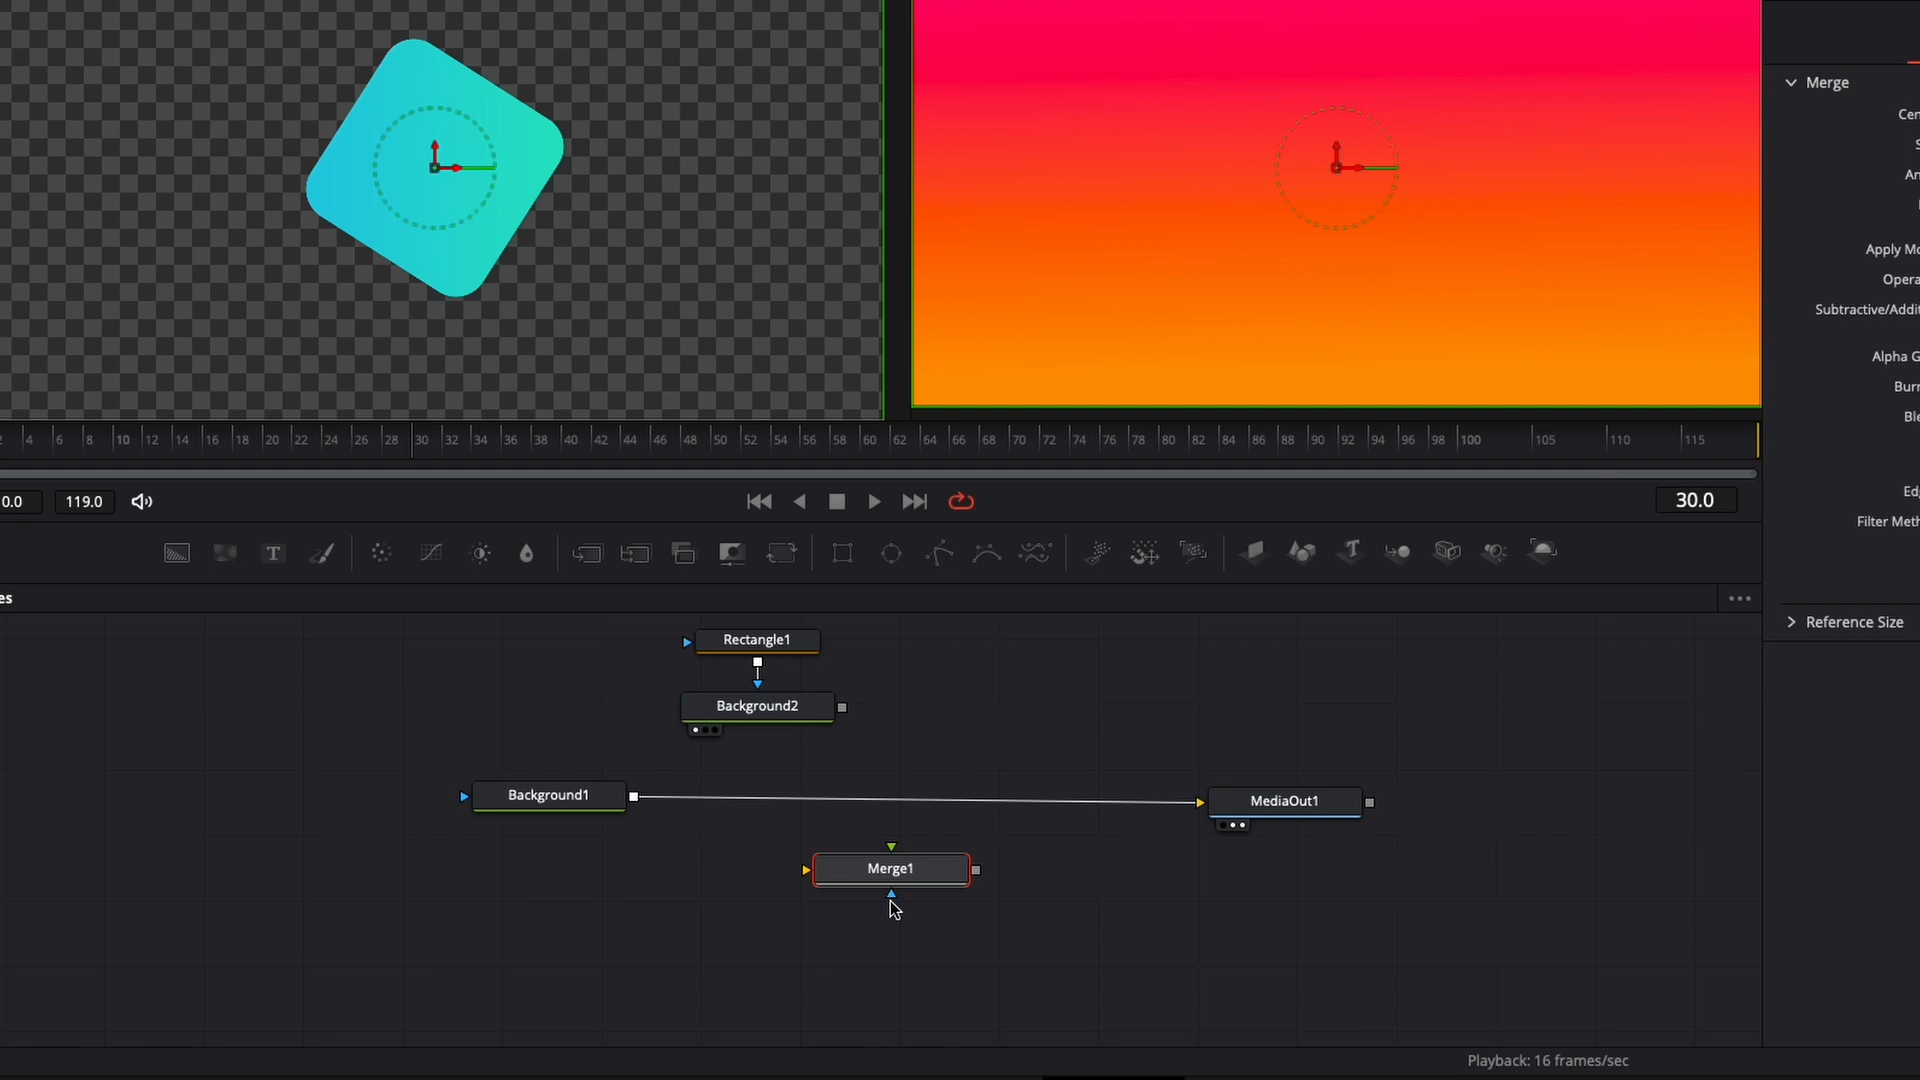 Merge
Cen
S
An
Apply Mo
Opera
Subtractive/Addit
Alpha G
Burr
Ble
Edg
Filter Meth
Reference Size
2 4 6 8 10 12 14 16 18 20 22 24 26 28 30 32 34 36 38 40 42 44 46 48 50 52 54 56 58 60 62 64 66 68 70 72 74 76 78 80 82 84 86 88 90 92 94 96 98 100 105 110 115
0.0 119.0 30.0
T
es
Rectangle1
Background2
Background1
MediaOut1
Merge1
Playback: 16 frames/sec